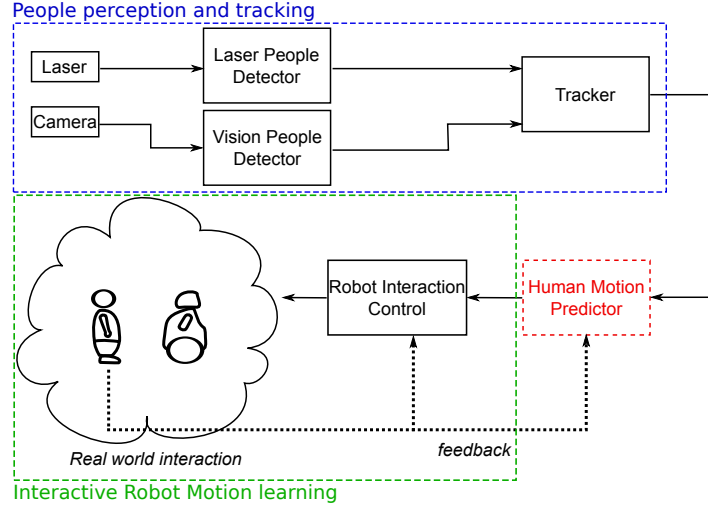 People perception and tracking
Laser
Laser People
Detector
Camera
Vision People
Detector
Tracker
Robot Interaction
Control
Human Motion
Predictor
Real world interaction
feedback
Interactive Robot Motion learning